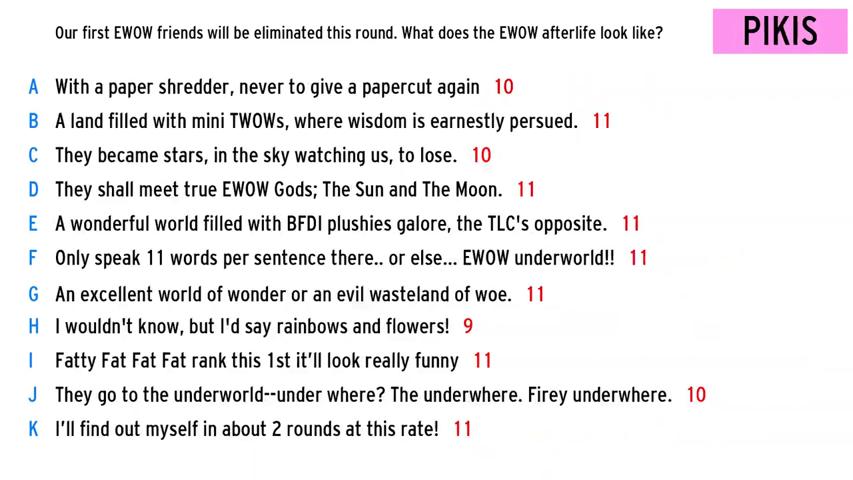 Our first EWOW friends will be eliminated this round. What does the EWOW afterlife look like?
PIKIS
A With a paper shredder, never to give a papercut again 10
B A land filled with mini TWOWs, where wisdom is earnestly persued. 11
C They became stars, in the sky watching us, to lose. 10
D They shall meet true EWOW Gods; The Sun and The Moon. 11
E A wonderful world filled with BFDI plushies galore, the TLC's opposite. 11
F Only speak 11 words per sentence there.. or else... EWOW underworld!! 11
G An excellent world of wonder or an evil wasteland of woe. 11
H I wouldn't know, but I'd say rainbows and flowers! 9
I Fatty Fat Fat Fat rank this 1st it’ll look really funny 11
J They go to the underworld--under where? The underwhere. Firey underwhere. 10
K I’ll find out myself in about 2 rounds at this rate! 11